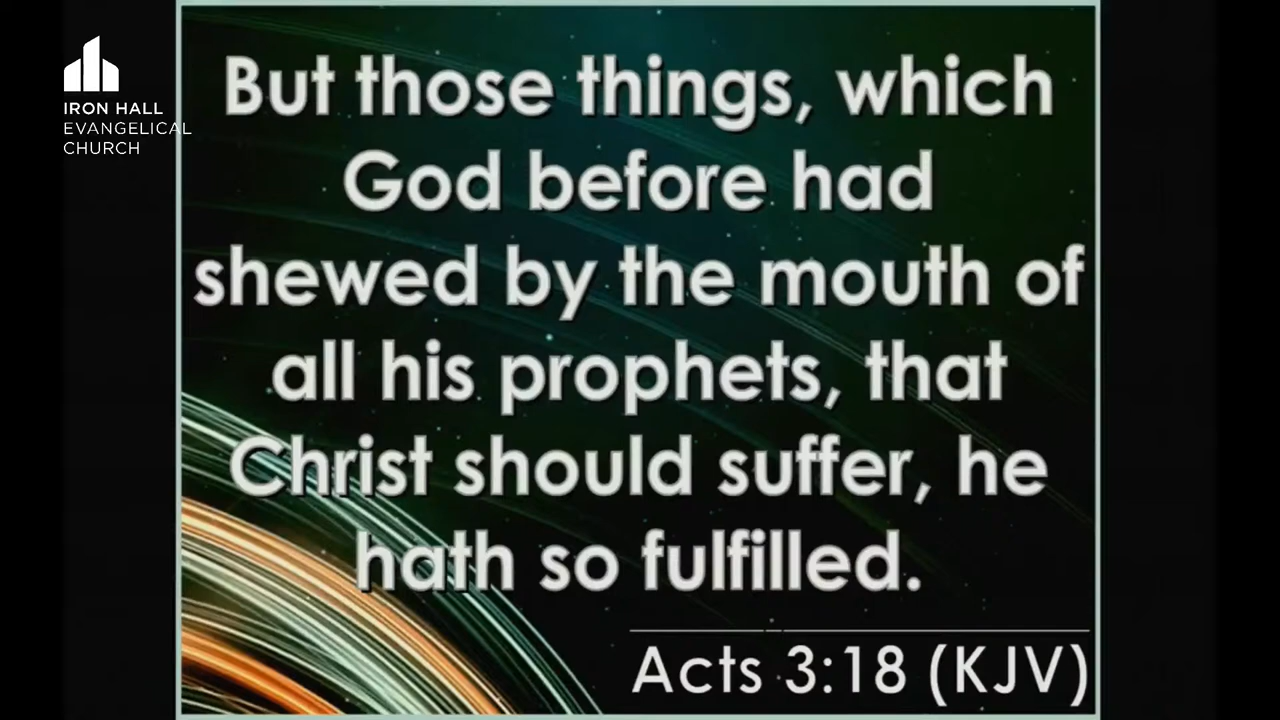 IRON HALL
EVANGELICAL
CHURCH
But those things, which
God before had
shewed by the mouth of
all his prophets, that
Christ should suffer, he
hath so fulfilled.
Acts 3:18 (KJV)